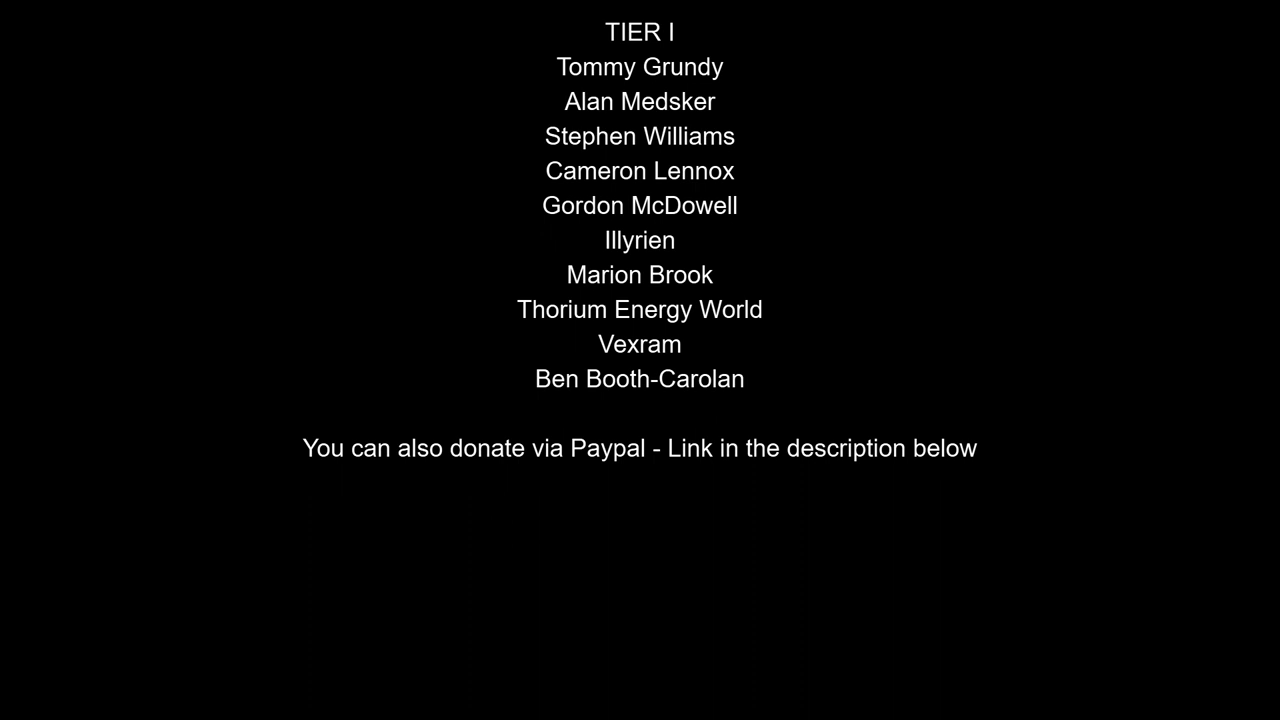 TIER I
Tommy Grundy
Alan Medsker
Stephen Williams
Cameron Lennox
Gordon McDowell
Illyrien
Marion Brook
Thorium Energy World
Vexram
Ben Booth-Carolan
You can also donate via Paypal - Link in the description below